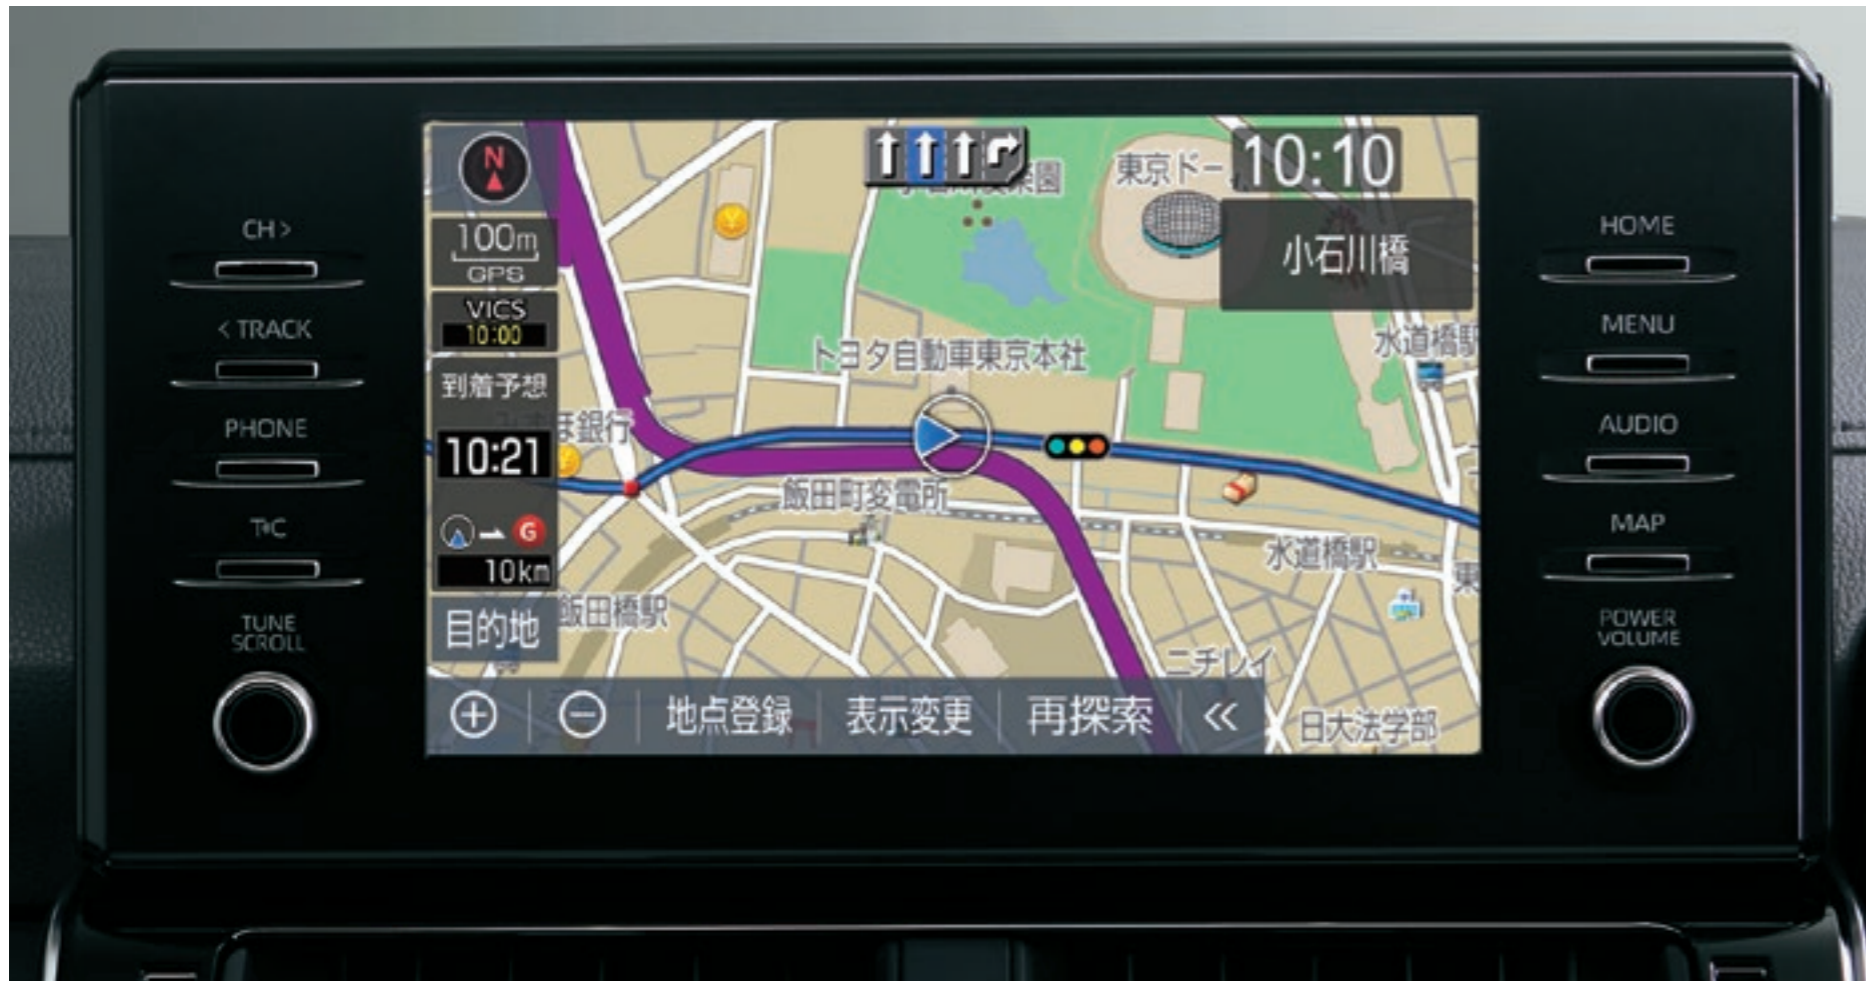 CH >
< TRACK
PHONE
T•C
TUNE
SCROLL
N
100m
GPS
VICS
10:00
到着予想
10:21
G
10km
目的地
東京ドー
10:10
小石川橋
水道橋駅
トヨタ自動車東京本社
ほ銀行
飯田町変電所
水道橋駅
東
飯田橋駅
ニチレイ
日大法学部
地点登録
表示変更
再探索
«
HOME
MENU
AUDIO
MAP
POWER
VOLUME